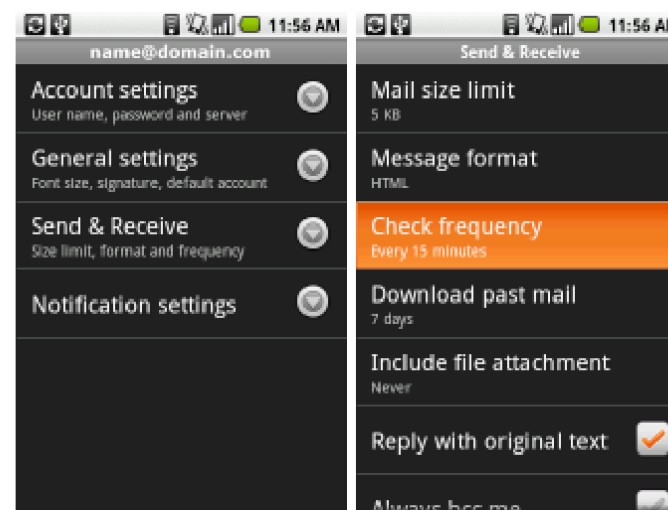 11:56 AM
name@domain.com
Account settings
User name, password and server
General settings
Font size, signature, default account
Send & Receive
Size limit, format and frequency
Notification settings
11:56 AM
Send & Receive
Mail size limit
5 KB
Message format
HTML
Check frequency
Every 15 minutes
Download past mail
7 days
Include file attachment
Never
Reply with original text
Always bcc me